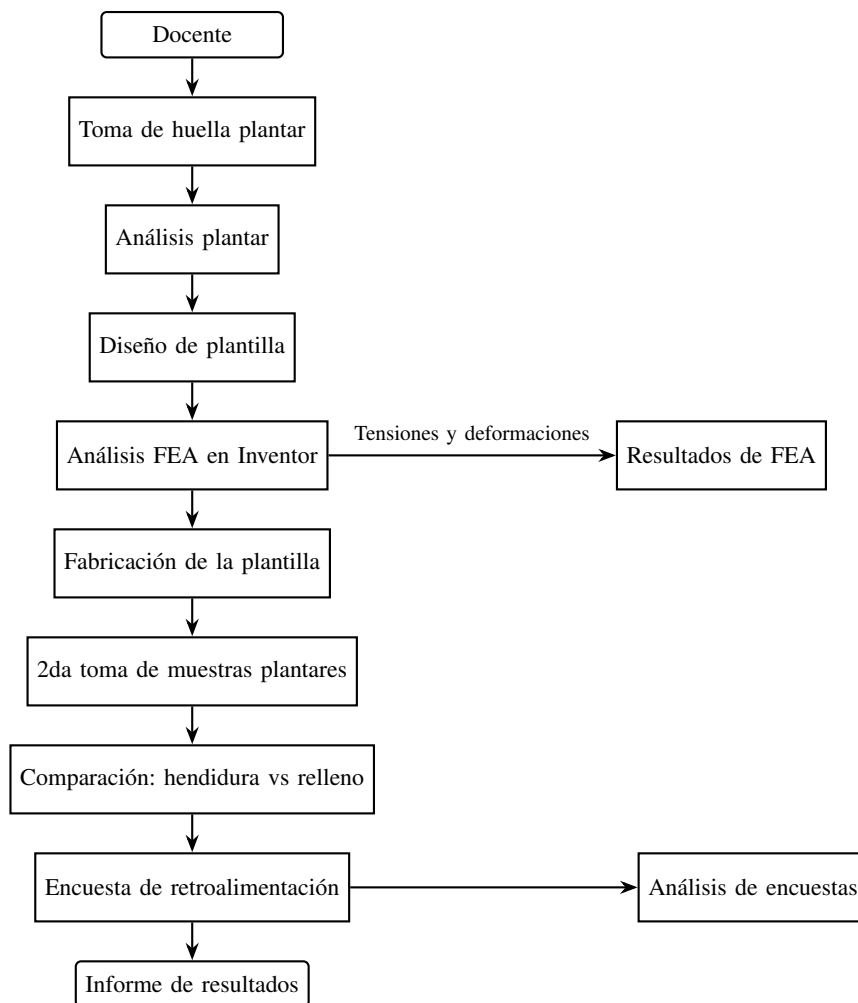 Docente
Toma de huella plantar
Análisis plantar
Diseño de plantilla
Análisis FEA en Inventor
Tensiones y deformaciones
Resultados de FEA
Fabricación de la plantilla
2da toma de muestras plantares
Comparación: hendidura vs relleno
Encuesta de retroalimentación
Análisis de encuestas
Informe de resultados